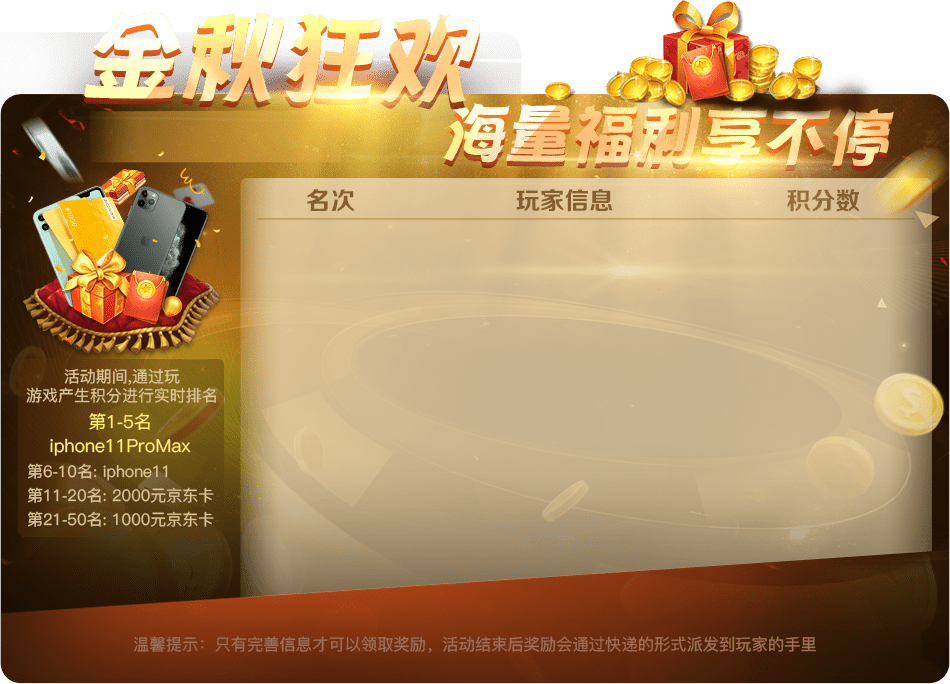 金秋狂欢
海量福利享不停
名次 玩家信息 积分数
活动期间,通过玩
游戏产生积分进行实时排名
第1-5名
iphone11ProMax
第6-10名: iphone11
第11-20名: 2000元京东卡
第21-50名: 1000元京东卡
温馨提示：只有完善信息才可以领取奖励，活动结束后奖励会通过快递的形式派发到玩家的手里